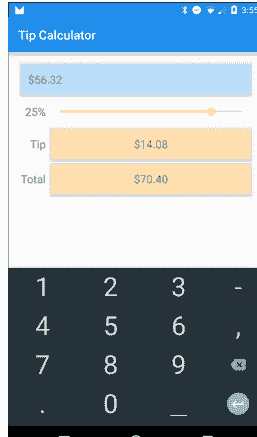 3:55
Tip Calculator
$56.32
25%
Tip $14.08
Total $70.40
1 2 3 -
4 5 6 ,
7 8 9
. 0 _